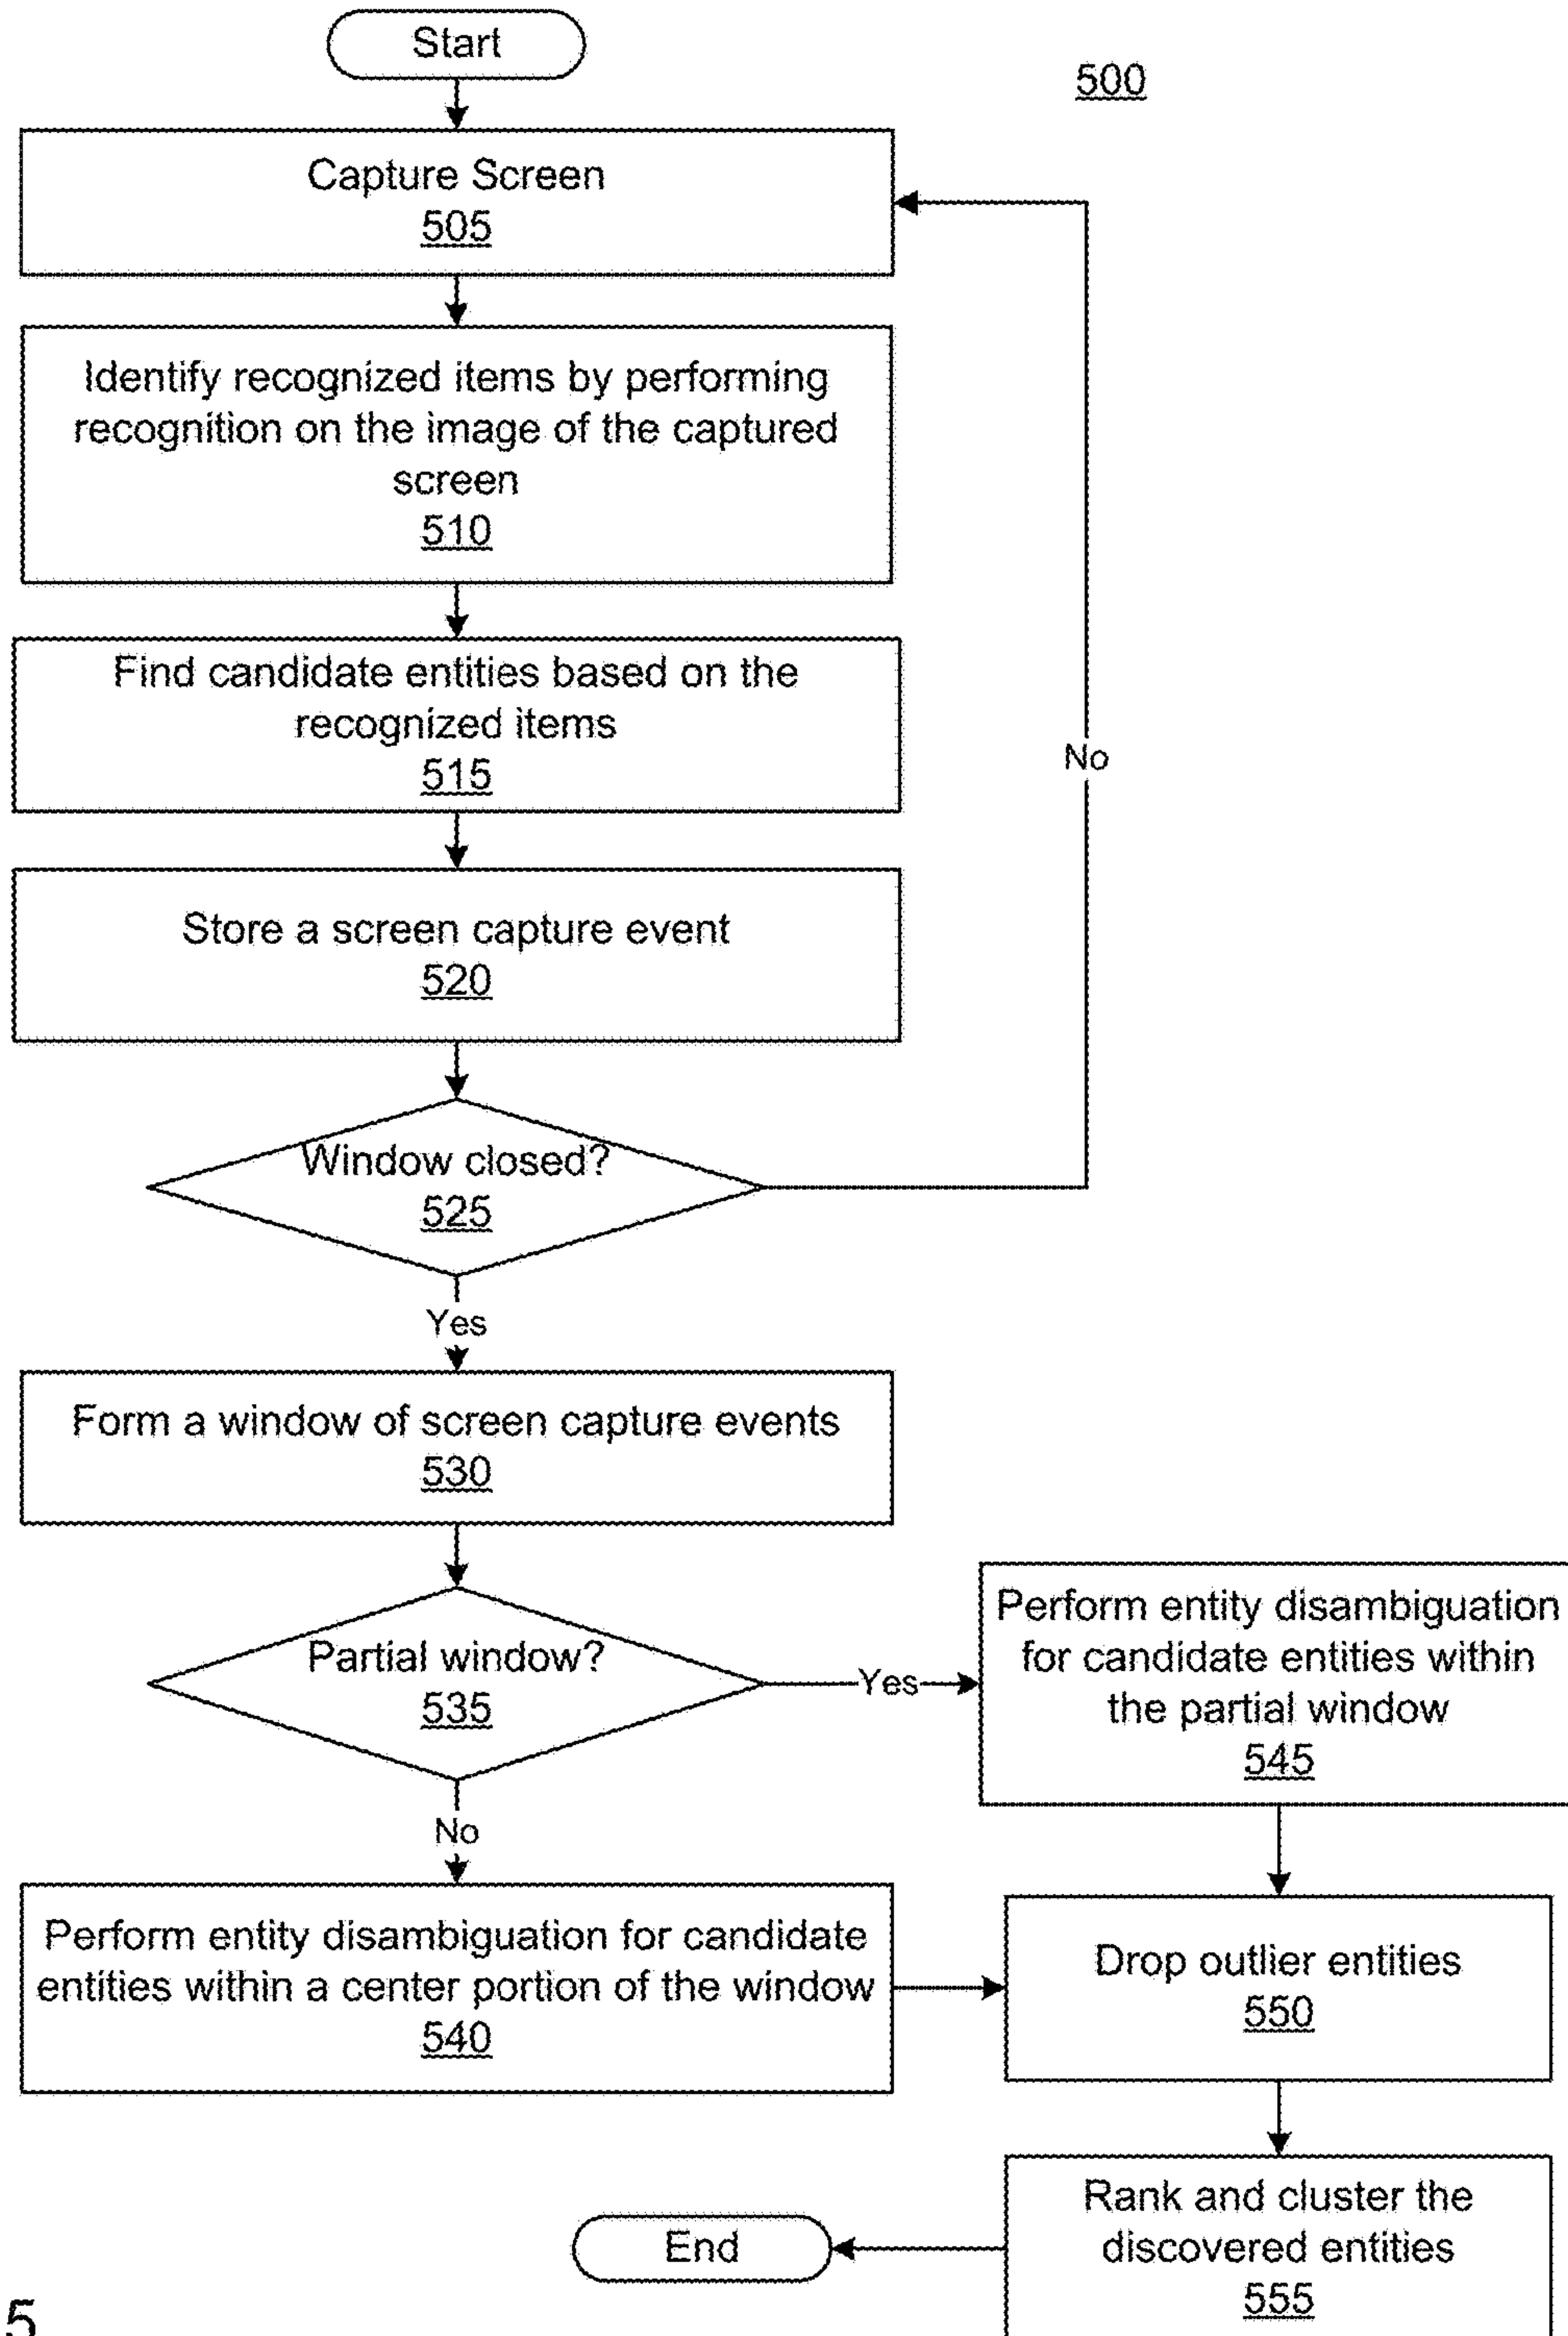 Start
500
Capture Screen
505
Identify recognized items by performing
recognition on the image of the captured
screen
510
Find candidate entities based on the
recognized items
515
No
Store a screen capture event
520
Window closed?
525
Yes
Form a window of screen capture events
530
Partial window?
535
Yes
Perform entity disambiguation
for candidate entities within
the partial window
545
No
Perform entity disambiguation for candidate
entities within a center portion of the window
540
Drop outlier entities
550
Rank and cluster the
discovered entities
555
End
5